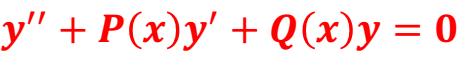 y'' + P(x)y' + Q(x)y = 0